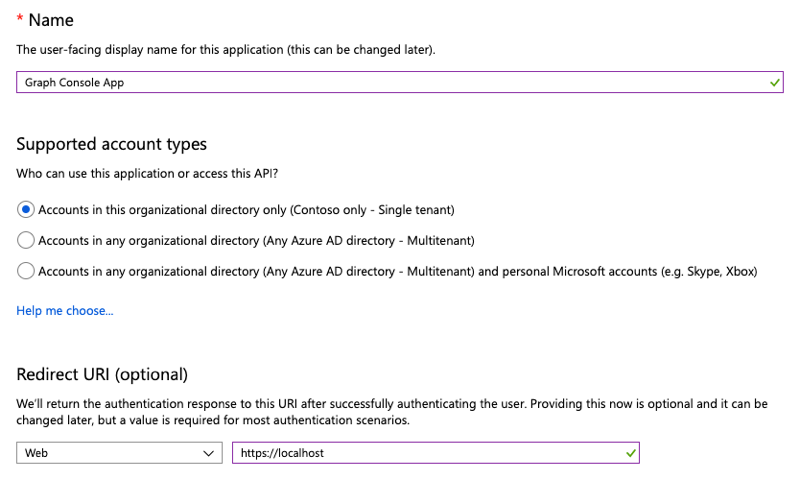 * Name
The user-facing display name for this application (this can be changed later).
Graph Console App
Supported account types
Who can use this application or access this API?
Accounts in this organizational directory only (Contoso only - Single tenant)
Accounts in any organizational directory (Any Azure AD directory - Multitenant)
Accounts in any organizational directory (Any Azure AD directory - Multitenant) and personal Microsoft accounts (e.g. Skype, Xbox)
Help me choose...
Redirect URI (optional)
We'll return the authentication response to this URI after successfully authenticating the user. Providing this now is optional and it can be
changed later, but a value is required for most authentication scenarios.
Web https://localhost